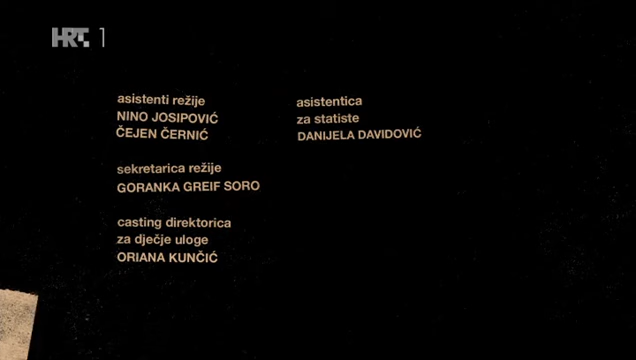 HRT 1
asistenti režije
NINO JOSIPOVIĆ
ČEJEN ČERNIĆ
asistentica
za statiste
DANIJELA DAVIDOVIĆ
sekretarica režije
GORANKA GREIF SORO
casting direktorica
za dječje uloge
ORIANA KUNČIĆ